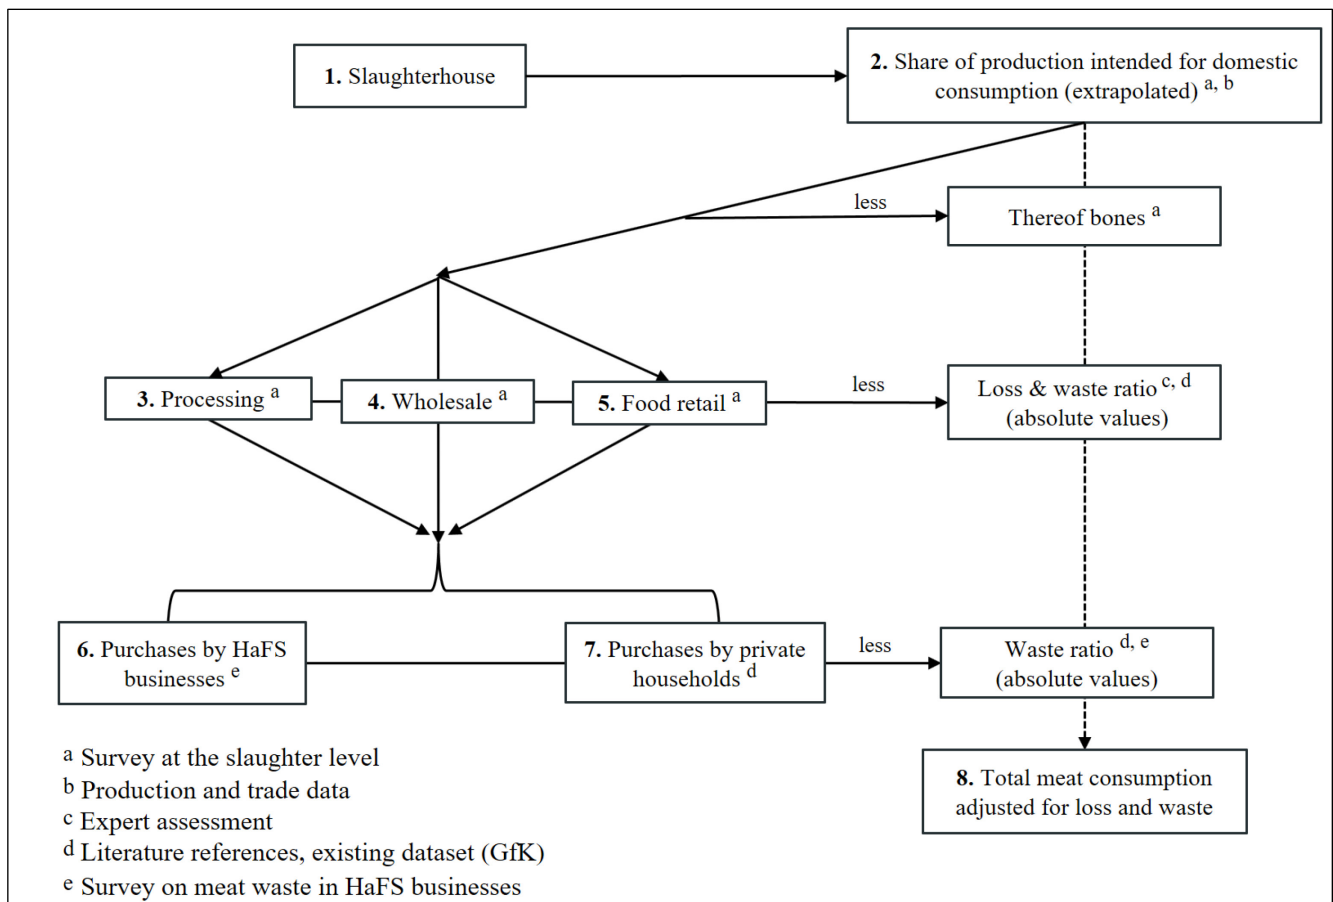 1. Slaughterhouse
2. Share of production intended for domestic
consumption (extrapolated) a, b
less
Thereof bones a
3. Processing a
4. Wholesale a
5. Food retail a
less
Loss & waste ratio c, d
(absolute values)
6. Purchases by HaFS
businesses e
7. Purchases by private
households d
less
Waste ratio d, e
(absolute values)
8. Total meat consumption
adjusted for loss and waste
a Survey at the slaughter level
b Production and trade data
c Expert assessment
d Literature references, existing dataset (GfK)
e Survey on meat waste in HaFS businesses